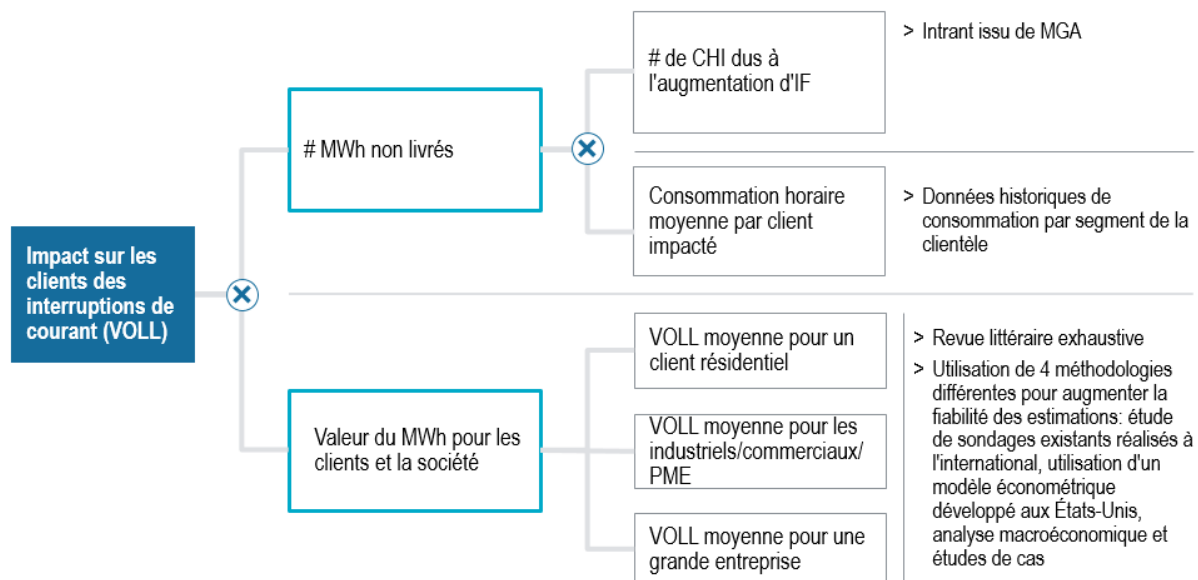 Impact sur les
clients des
interruptions de
courant (VOLL)
# MWh non livrés
# de CHI dus à
l'augmentation d'IF
> Intrant issu de MGA
Consommation horaire
moyenne par client
impacté
> Données historiques de
consommation par segment de la
clientèle
Valeur du MWh pour les
clients et la société
VOLL moyenne pour un
client résidentiel
VOLL moyenne pour les
industriels/commerciaux/
PME
VOLL moyenne pour une
grande entreprise
> Revue littéraire exhaustive
> Utilisation de 4 méthodologies
différentes pour augmenter la
fiabilité des estimations: étude
de sondages existants réalisés à
l'international, utilisation d'un
modèle économétrique
développé aux États-Unis,
analyse macroéconomique et
études de cas